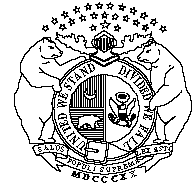 UNITED WE STAND DIVIDED WE FALL
SALUS POPULI SUPREMA LEX ESTO
MDCCCXX